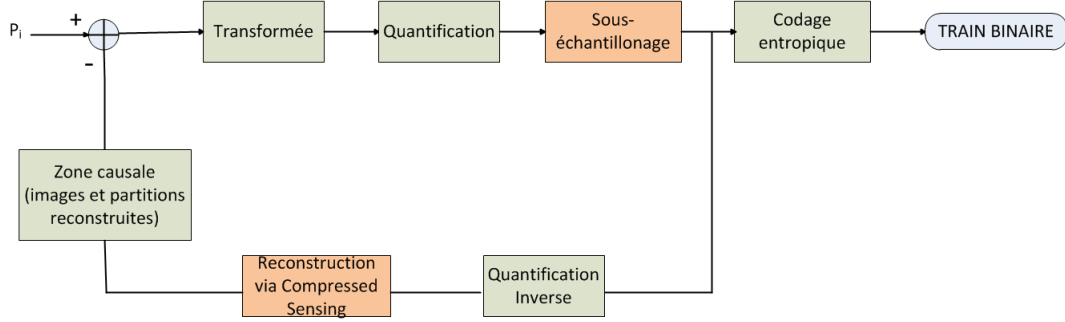 P_i
+
-
Transformée
Quantification
Sous-
échantillonage
Codage
entropique
TRAIN BINAIRE
Zone causale
(images et partitions
reconstruites)
Reconstruction
via Compressed
Sensing
Quantification
Inverse